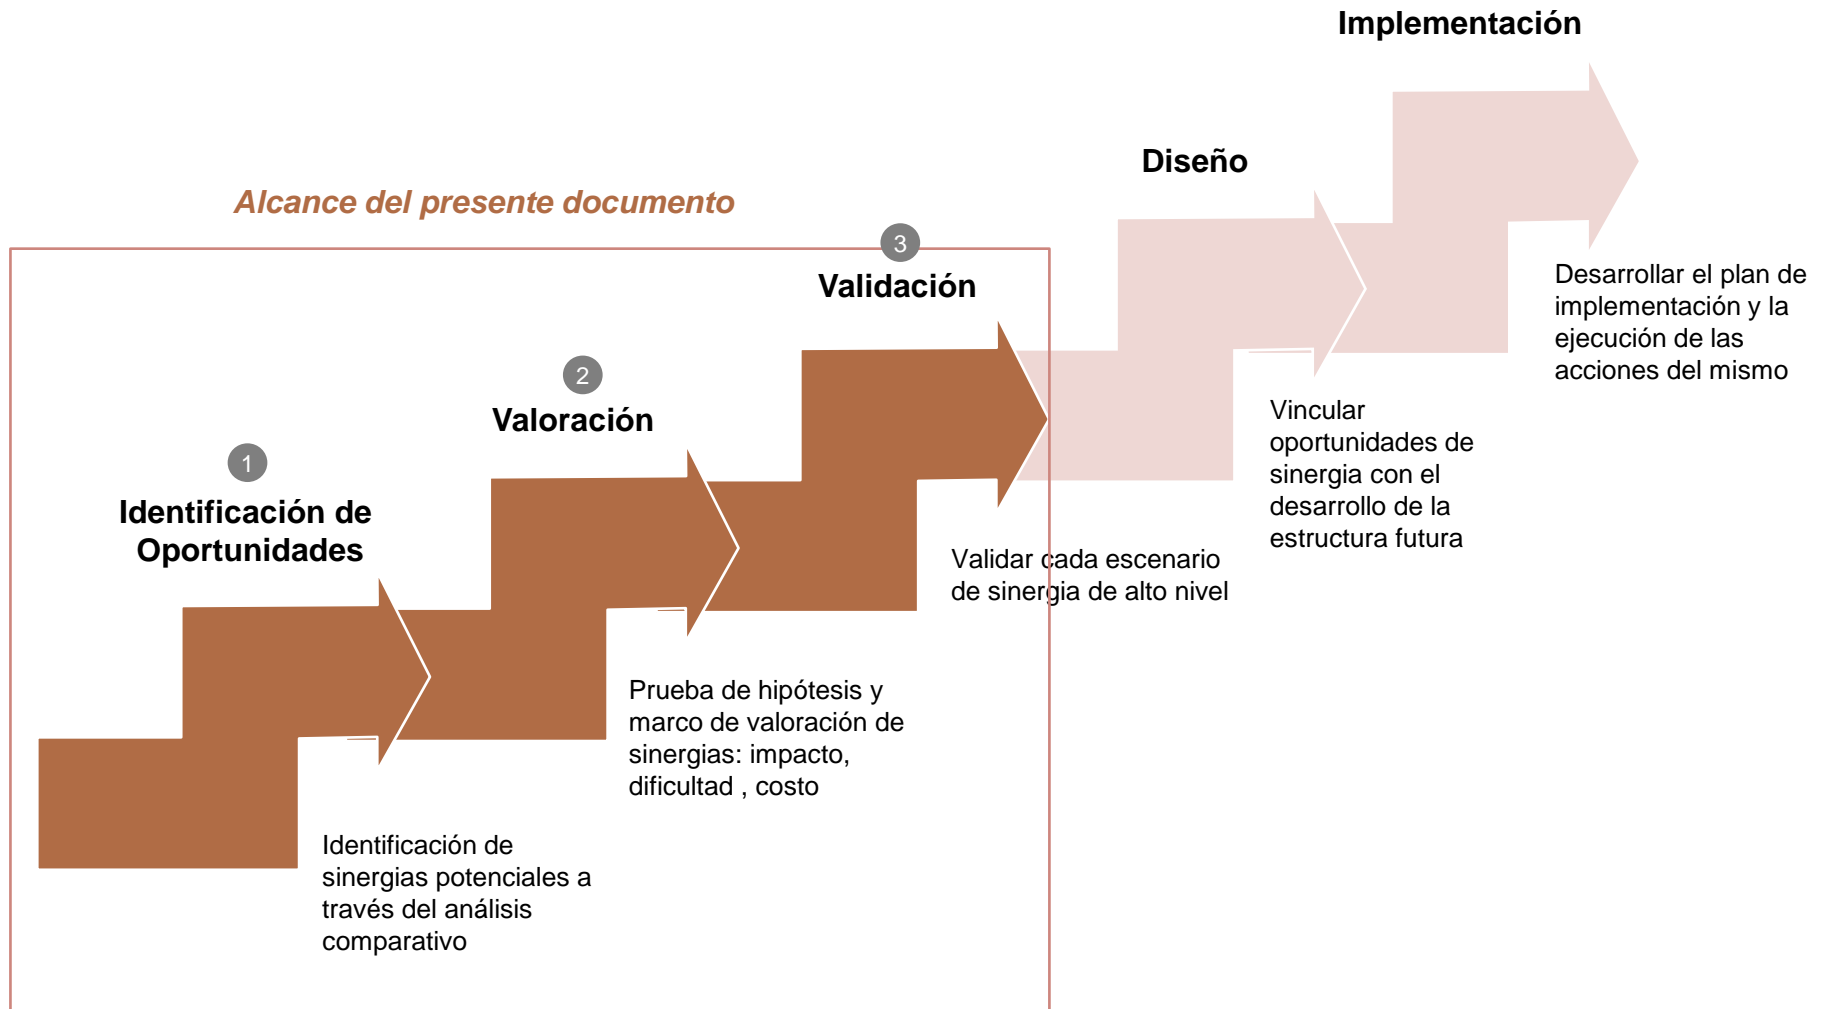 Alcance del presente documento
1
Identificación de
Oportunidades
Identificación de
sinergias potenciales a
través del análisis
comparativo
2
Valoración
Prueba de hipótesis y
marco de valoración de
sinergias: impacto,
dificultad , costo
3
Validación
Validar cada escenario
de sinergia de alto nivel
Diseño
Vincular
oportunidades de
sinergia con el
desarrollo de la
estructura futura
Implementación
Desarrollar el plan de
implementación y la
ejecución de las
acciones del mismo